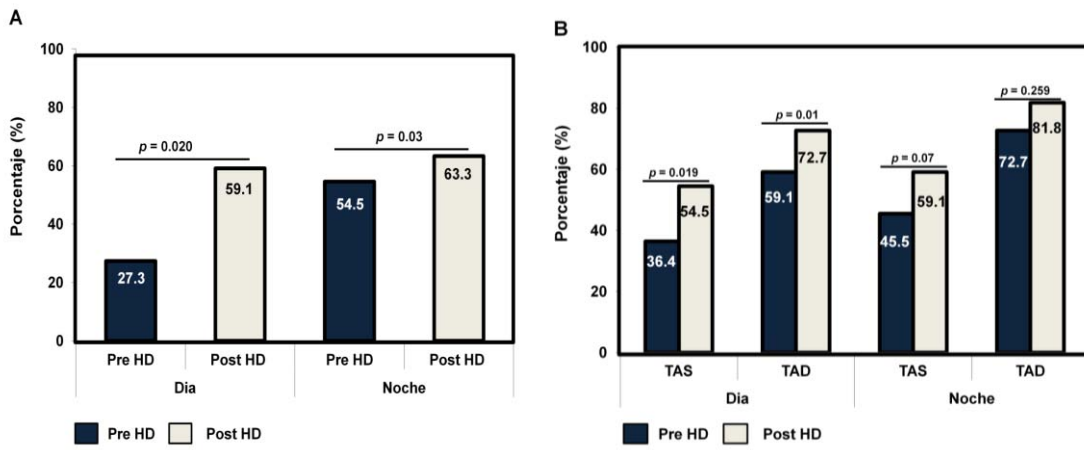 A
Porcentaje (%)
100
80
60
40
20
0
p = 0.020
p = 0.03
27.3
59.1
54.5
63.3
Pre HD Post HD Pre HD Post HD
Dia Noche
Pre HD Post HD
B
Porcentaje (%)
100
80
60
40
20
0
p = 0.019
p = 0.01
p = 0.07
p = 0.259
36.4
54.5
59.1
72.7
45.5
59.1
72.7
81.8
TAS TAD TAS TAD
Dia Noche
Pre HD Post HD